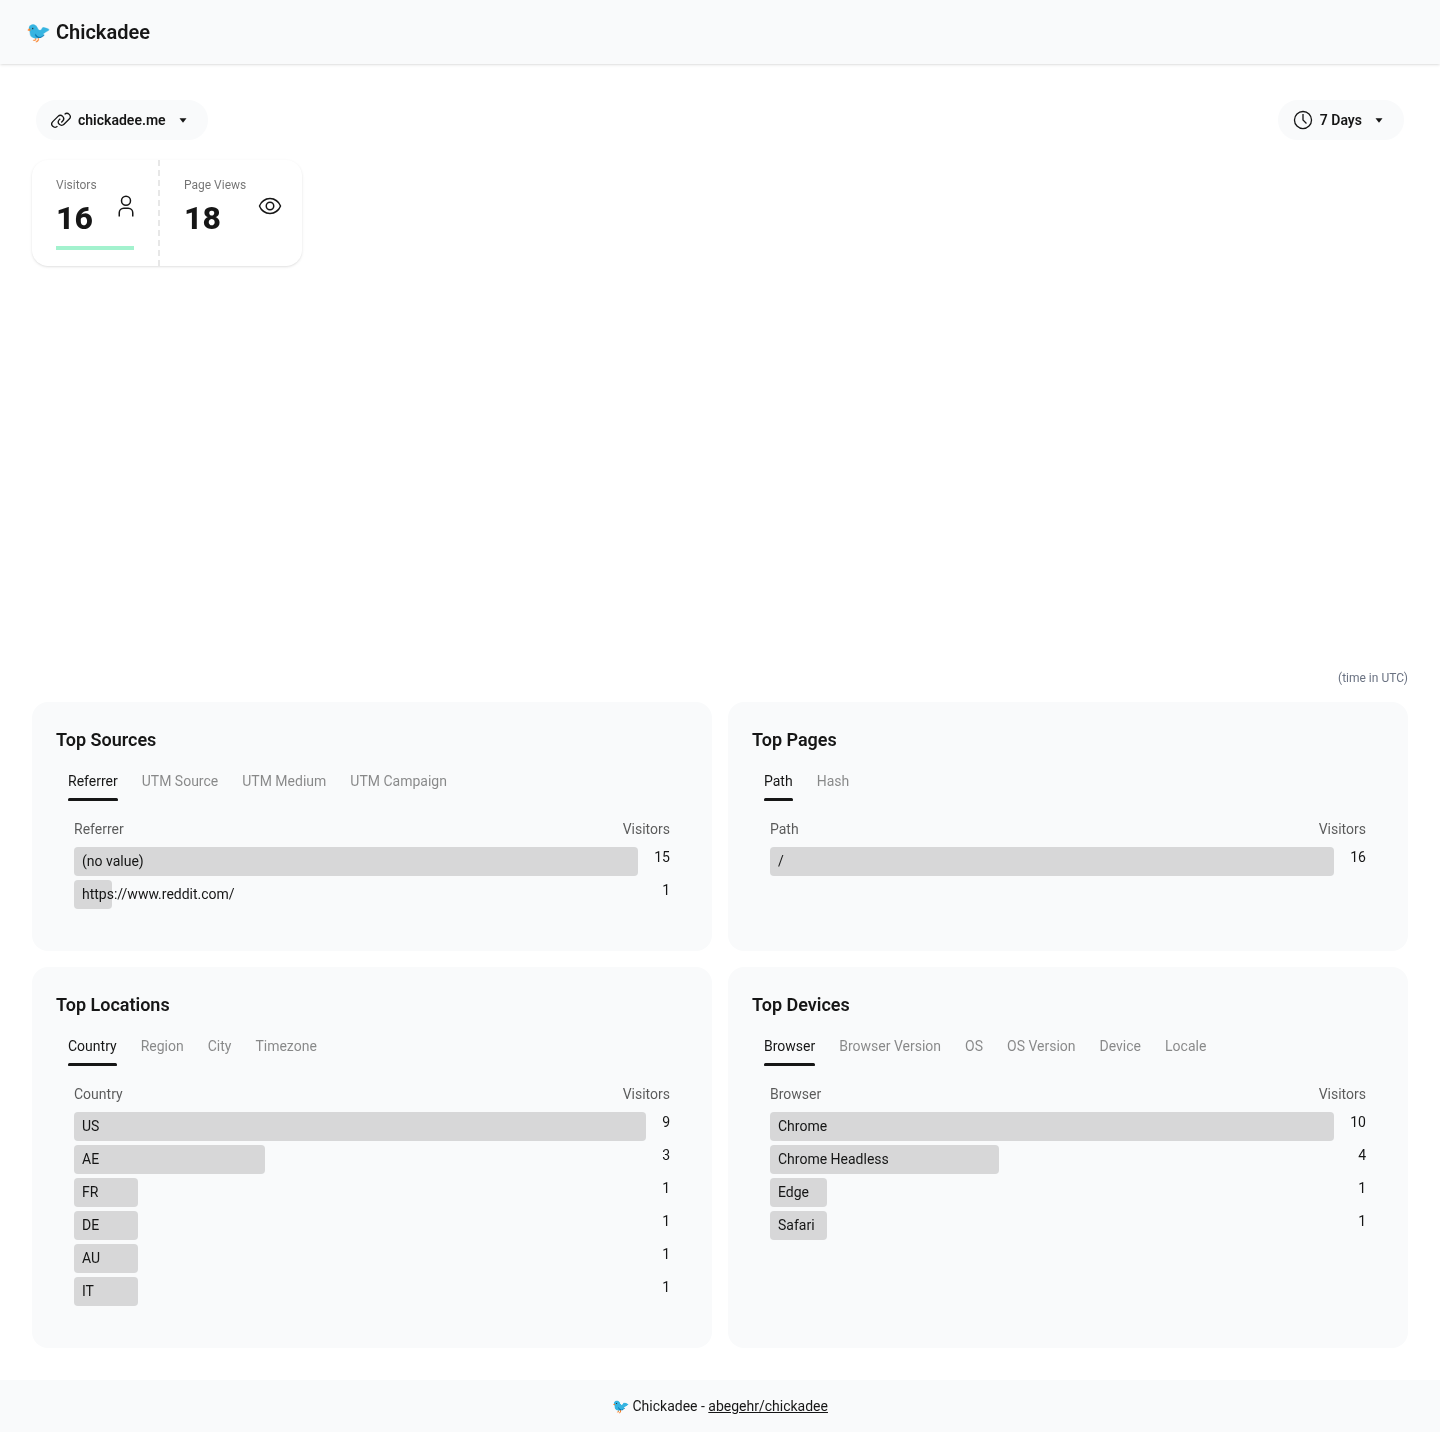 🐦 Chickadee
chickadee.me
7 Days
Visitors
16
Page Views
18
(time in UTC)
Top Sources
Referrer UTM Source UTM Medium UTM Campaign
Referrer Visitors
(no value) 15
https://www.reddit.com/ 1
Top Pages
Path Hash
Path Visitors
/ 16
Top Locations
Country Region City Timezone
Country Visitors
US 9
AE 3
FR 1
DE 1
AU 1
IT 1
Top Devices
Browser Browser Version OS OS Version Device Locale
Browser Visitors
Chrome 10
Chrome Headless 4
Edge 1
Safari 1
🐦 Chickadee - abegehr/chickadee